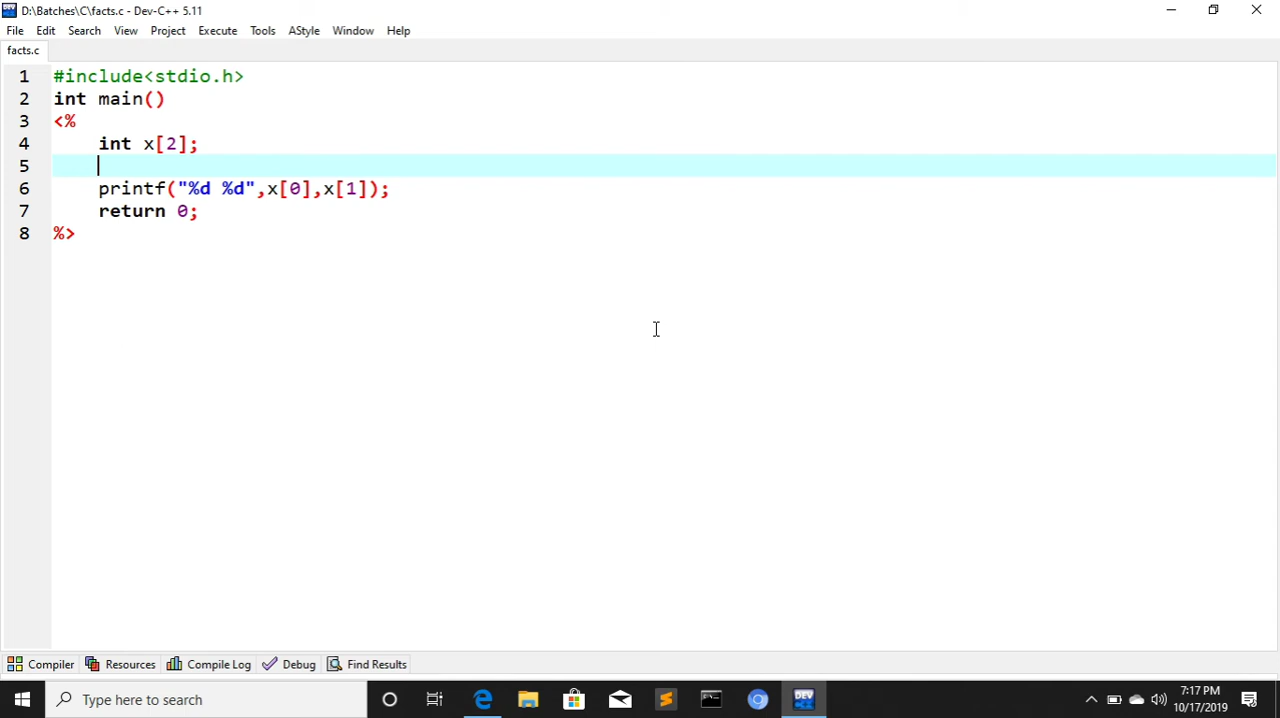 D:\Batches\C\facts.c - Dev-C++ 5.11
File Edit Search View Project Execute Tools AStyle Window Help
facts.c
1 #include<stdio.h>
2 int main()
3 <%
4 int x[2];
5
6 printf("%d %d",x[0],x[1]);
7 return 0;
8 %>
Compiler Resources Compile Log Debug Find Results
Type here to search DEV 7:17 PM
10/17/2019